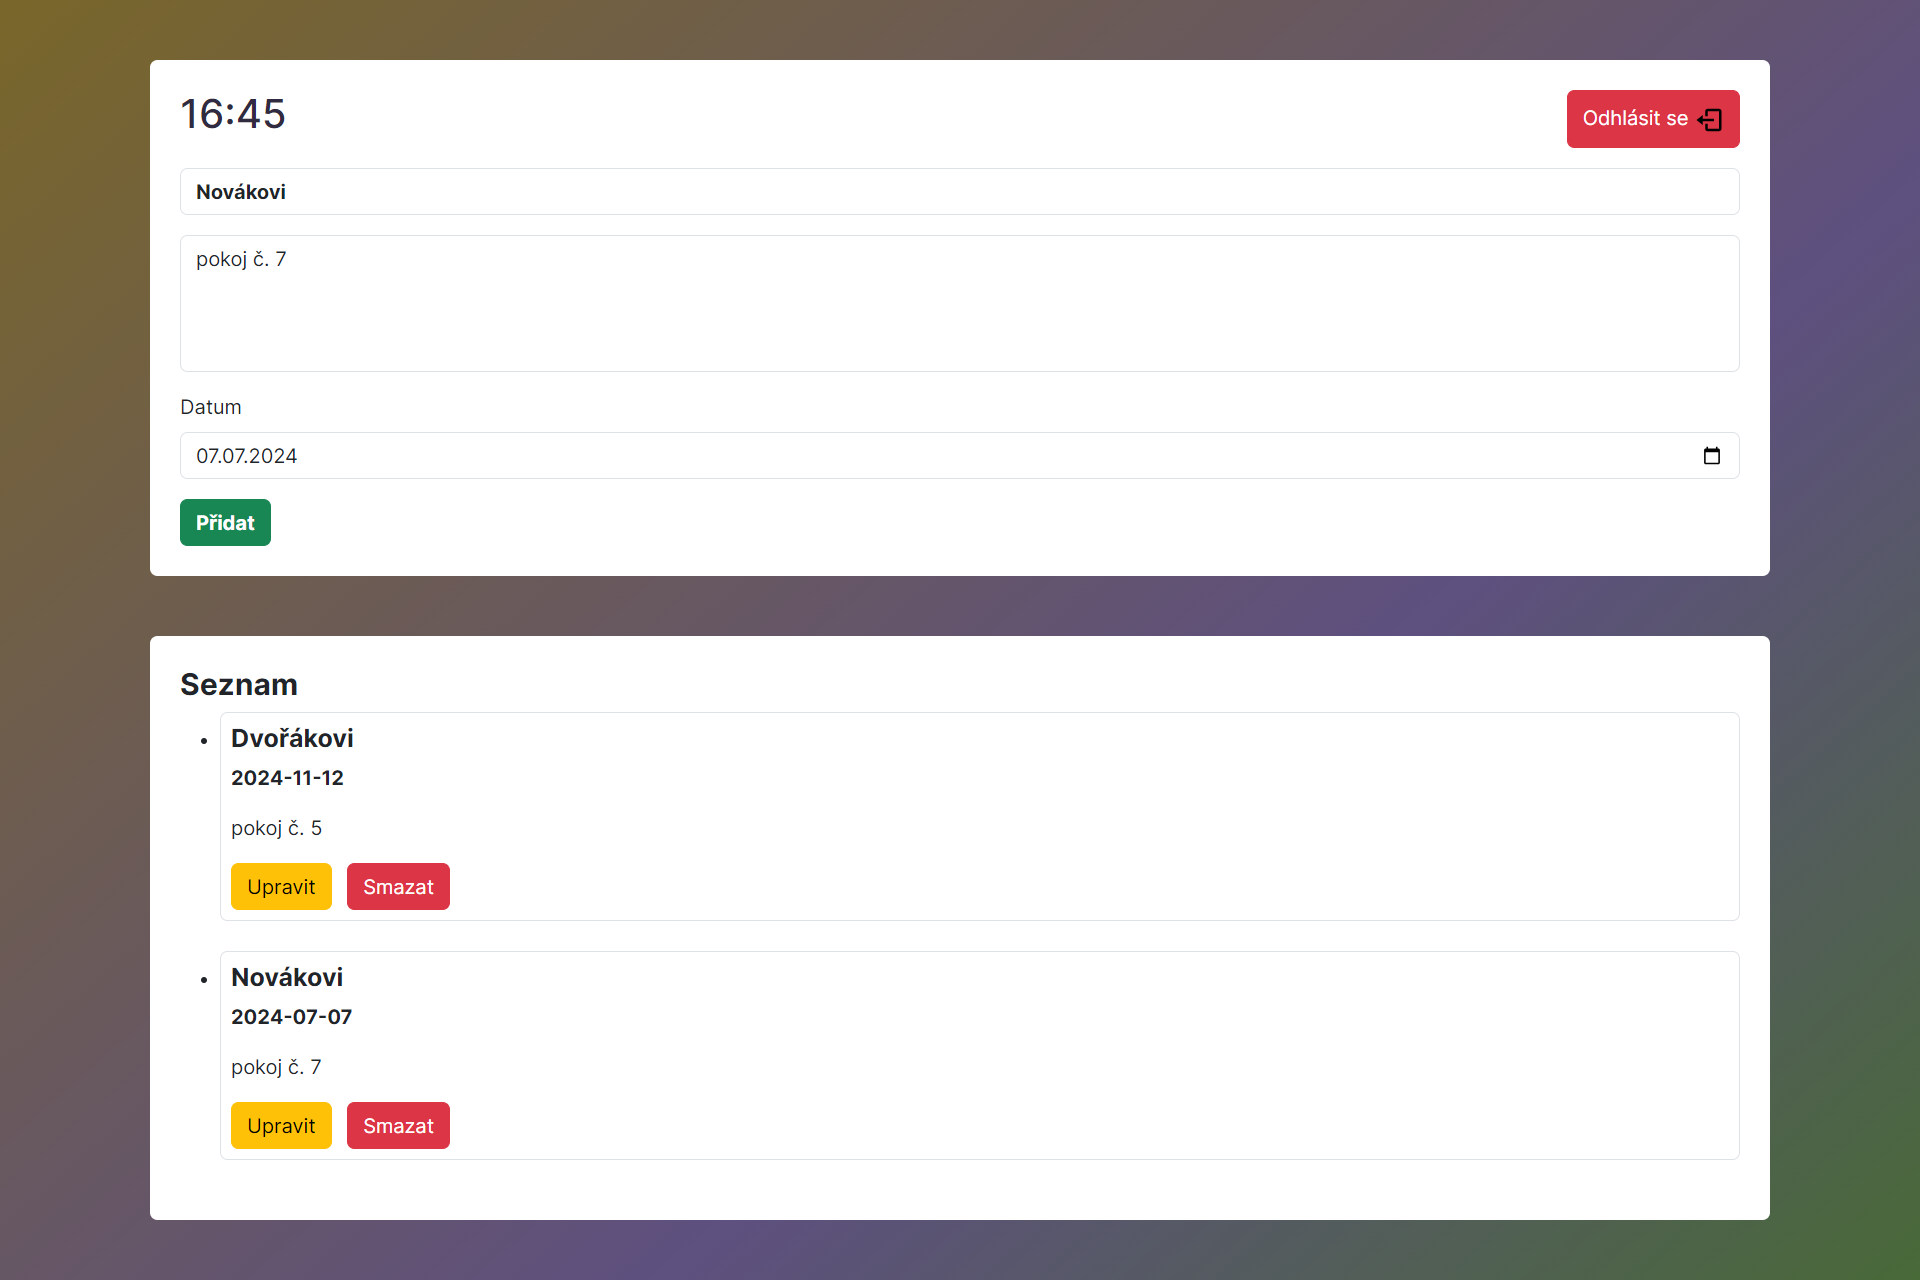 16:45
Odhlásit se
Novákovi
pokoj č. 7
Datum
07.07.2024
Přidat
Seznam
Dvořákovi
2024-11-12
pokoj č. 5
Upravit Smazat
Novákovi
2024-07-07
pokoj č. 7
Upravit Smazat